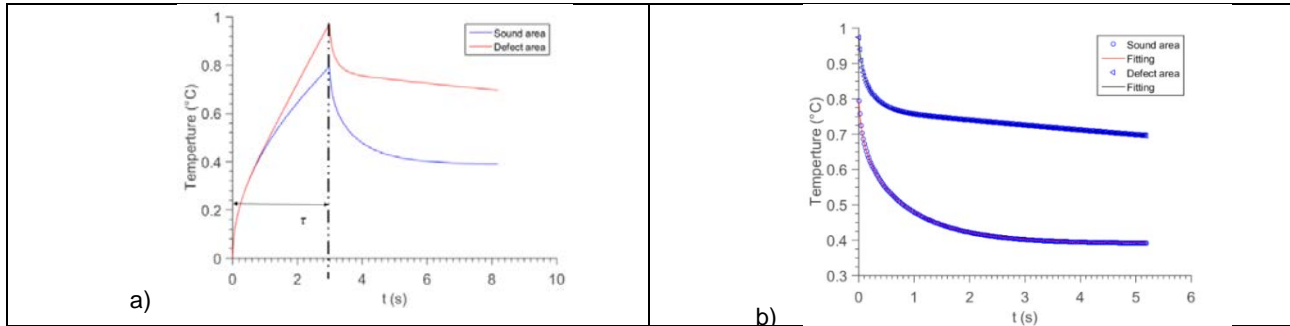 1
0.8
0.6
0.4
0.2
0
Temperture (°C)
0 2 4 6 8 10
t (s)
Sound area
Defect area
τ
a)
1
0.9
0.8
0.7
0.6
0.5
0.4
0.3
Temperture (°C)
0 1 2 3 4 5 6
t (s)
Sound area
Fitting
Defect area
Fitting
b)